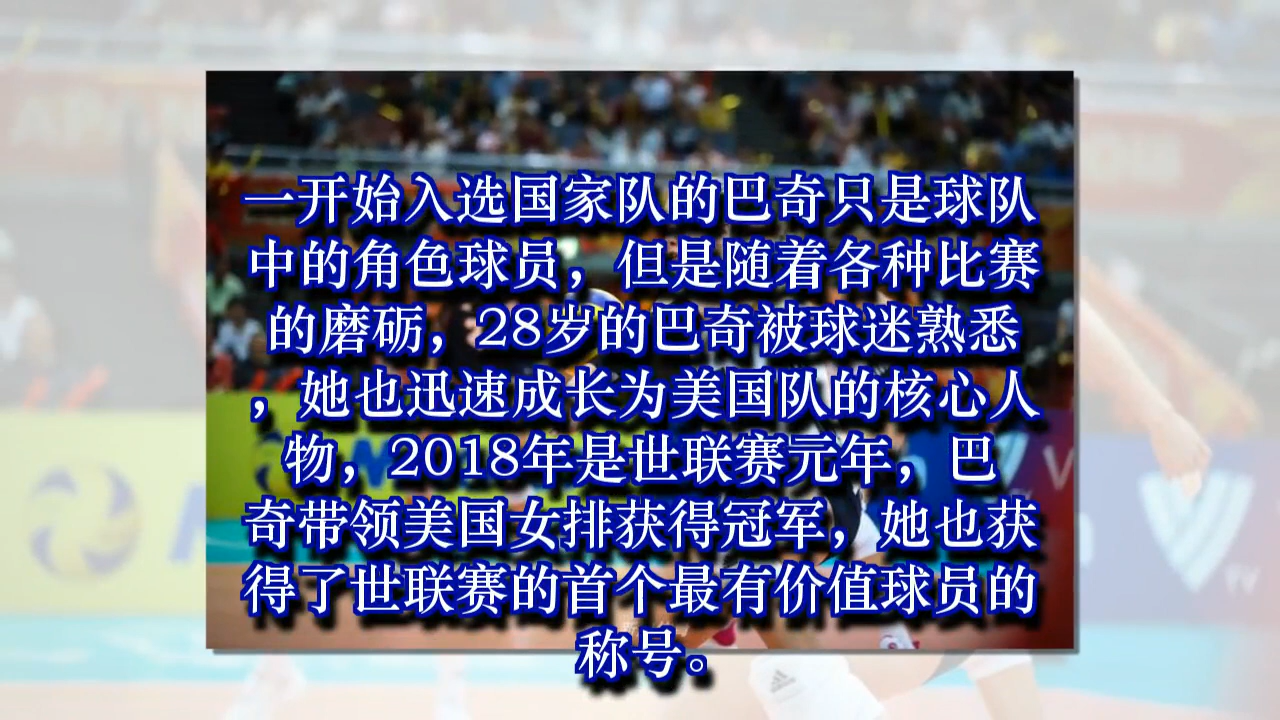 一开始入选国家队的巴奇只是球队
中的角色球员，但是随着各种比赛
的磨砺，28岁的巴奇被球迷熟悉
，她也迅速成长为美国队的核心人
物，2018年是世联赛元年，巴
奇带领美国女排获得冠军，她也获
得了世联赛的首个最有价值球员的
称号。